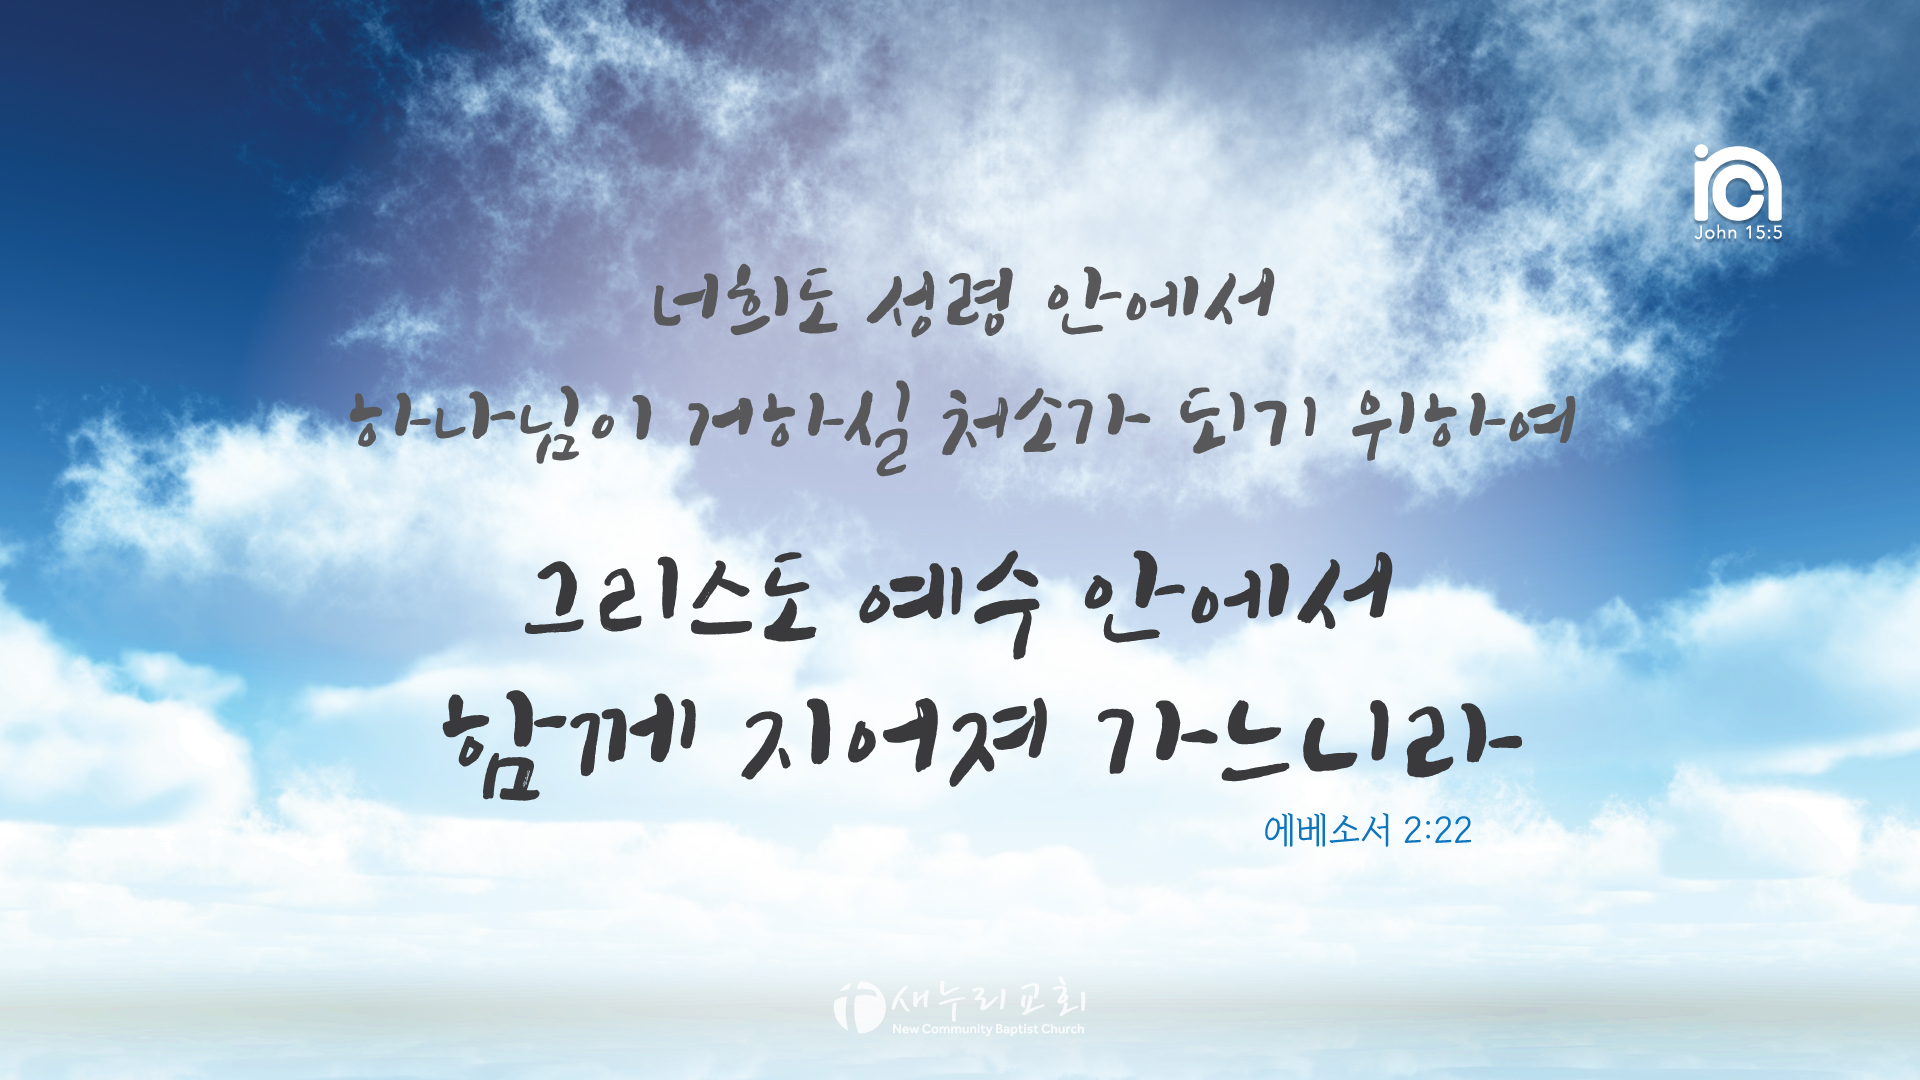 John 15:5
너희도 성령 안에서
하나님이 거하실 처소가 되기 위하여
그리스도 예수 안에서
함께 지어져 가느니라
에베소서 2:22
새누리교회
New Community Baptist Church